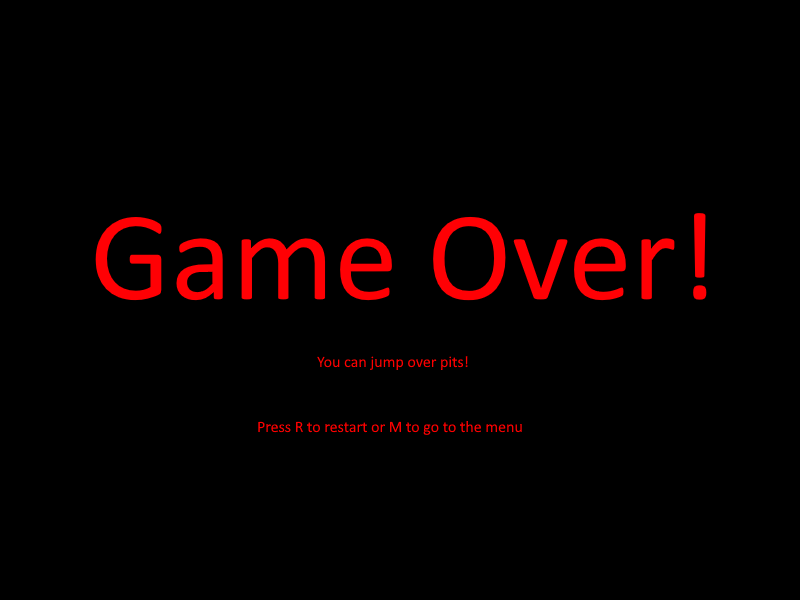 Game Over!
You can jump over pits!
Press R to restart or M to go to the menu